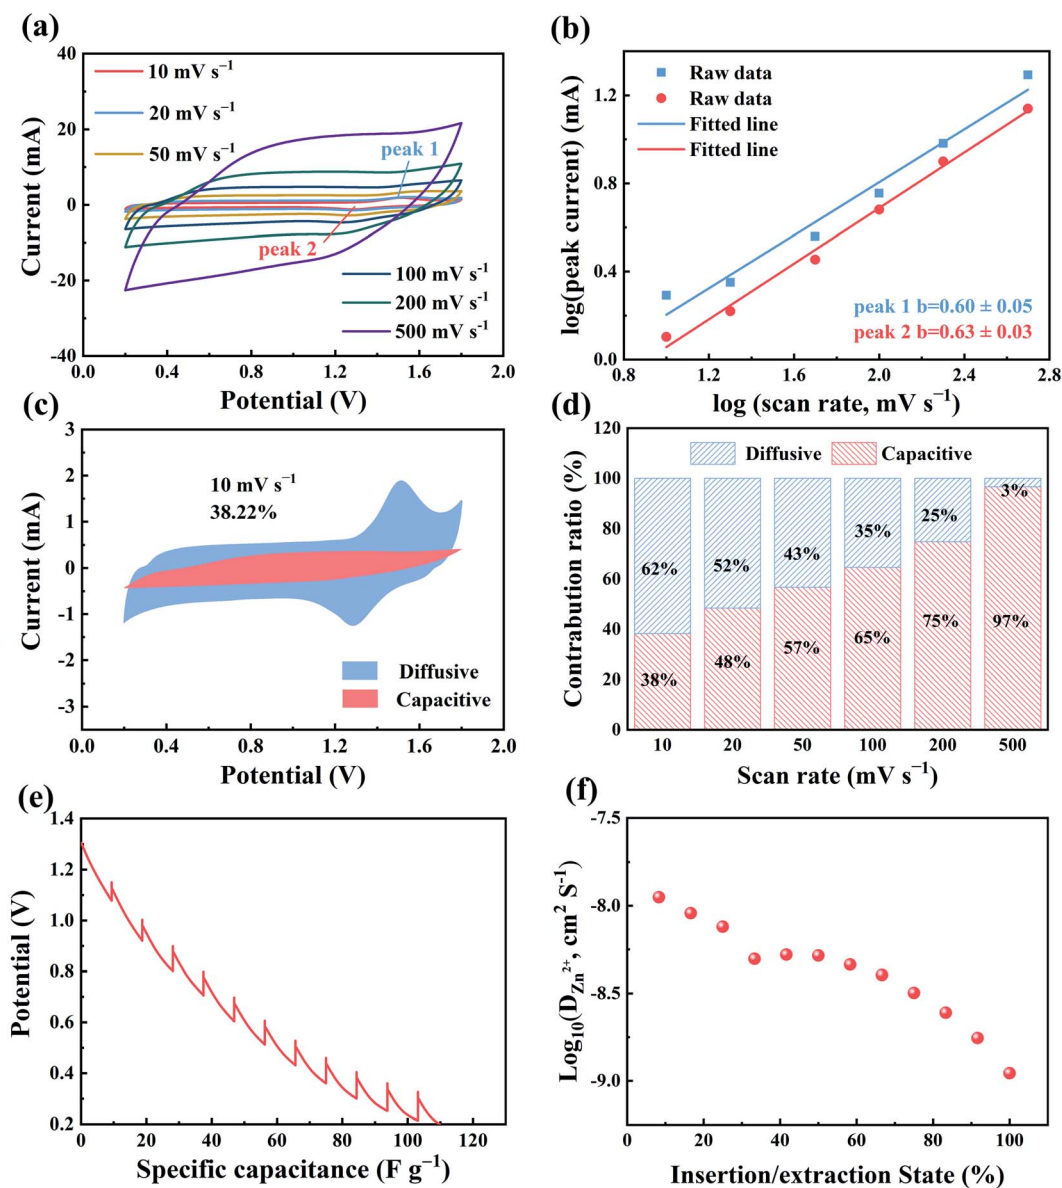 (a)
40
20
0
-20
-40
0.0 0.4 0.8 1.2 1.6 2.0
Current (mA)
Potential (V)
10 mV s⁻¹
20 mV s⁻¹
50 mV s⁻¹
peak 1
peak 2
100 mV s⁻¹
200 mV s⁻¹
500 mV s⁻¹
(b)
1.2
0.8
0.4
0.0
0.8 1.2 1.6 2.0 2.4 2.8
log(peak current) (mA)
log (scan rate, mV s⁻¹)
Raw data
Raw data
Fitted line
Fitted line
peak 1 b=0.60 ± 0.05
peak 2 b=0.63 ± 0.03
(c)
3
2
1
0
-1
-2
-3
0.0 0.4 0.8 1.2 1.6 2.0
Current (mA)
Potential (V)
10 mV s⁻¹
38.22%
Diffusive
Capacitive
(d)
120
100
80
60
40
20
0
10 20 50 100 200 500
Contrabution ratio (%)
Scan rate (mV s⁻¹)
Diffusive Capacitive
62% 52% 43% 35% 25% 3%
38% 48% 57% 65% 75% 97%
(e)
1.4
1.2
1.0
0.8
0.6
0.4
0.2
0 20 40 60 80 100 120
Potential (V)
Specific capacitance (F g⁻¹)
(f)
-7.5
-8.0
-8.5
-9.0
0 20 40 60 80 100
Log₁₀(D_Zn²⁺, cm² S⁻¹)
Insertion/extraction State (%)